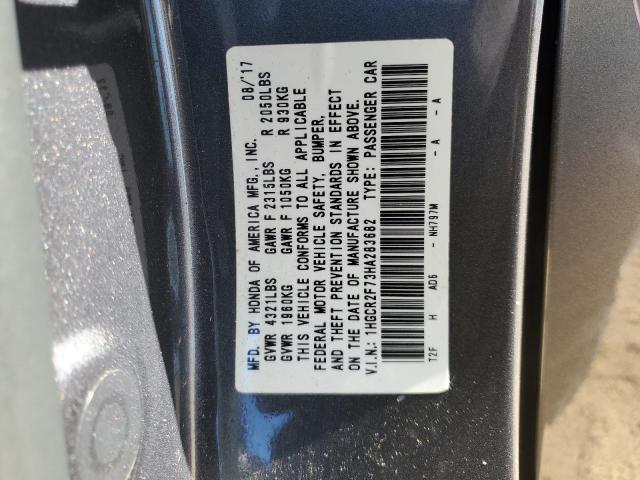 MFD. BY HONDA OF AMERICA MFG., INC. 08/'17
GVWR 4321LBS GAWR F 2315LBS R 2050LBS
GVWR 1960KG GAWR F 1050KG R 930KG
THIS VEHICLE CONFORMS TO ALL APPLICABLE
FEDERAL MOTOR VEHICLE SAFETY, BUMPER,
AND THEFT PREVENTION STANDARDS IN EFFECT
ON THE DATE OF MANUFACTURE SHOWN ABOVE.
V.I.N.: 1HGCR2F73HA283682 TYPE: PASSENGER CAR
T2F H AD6 - NH797M - A - A